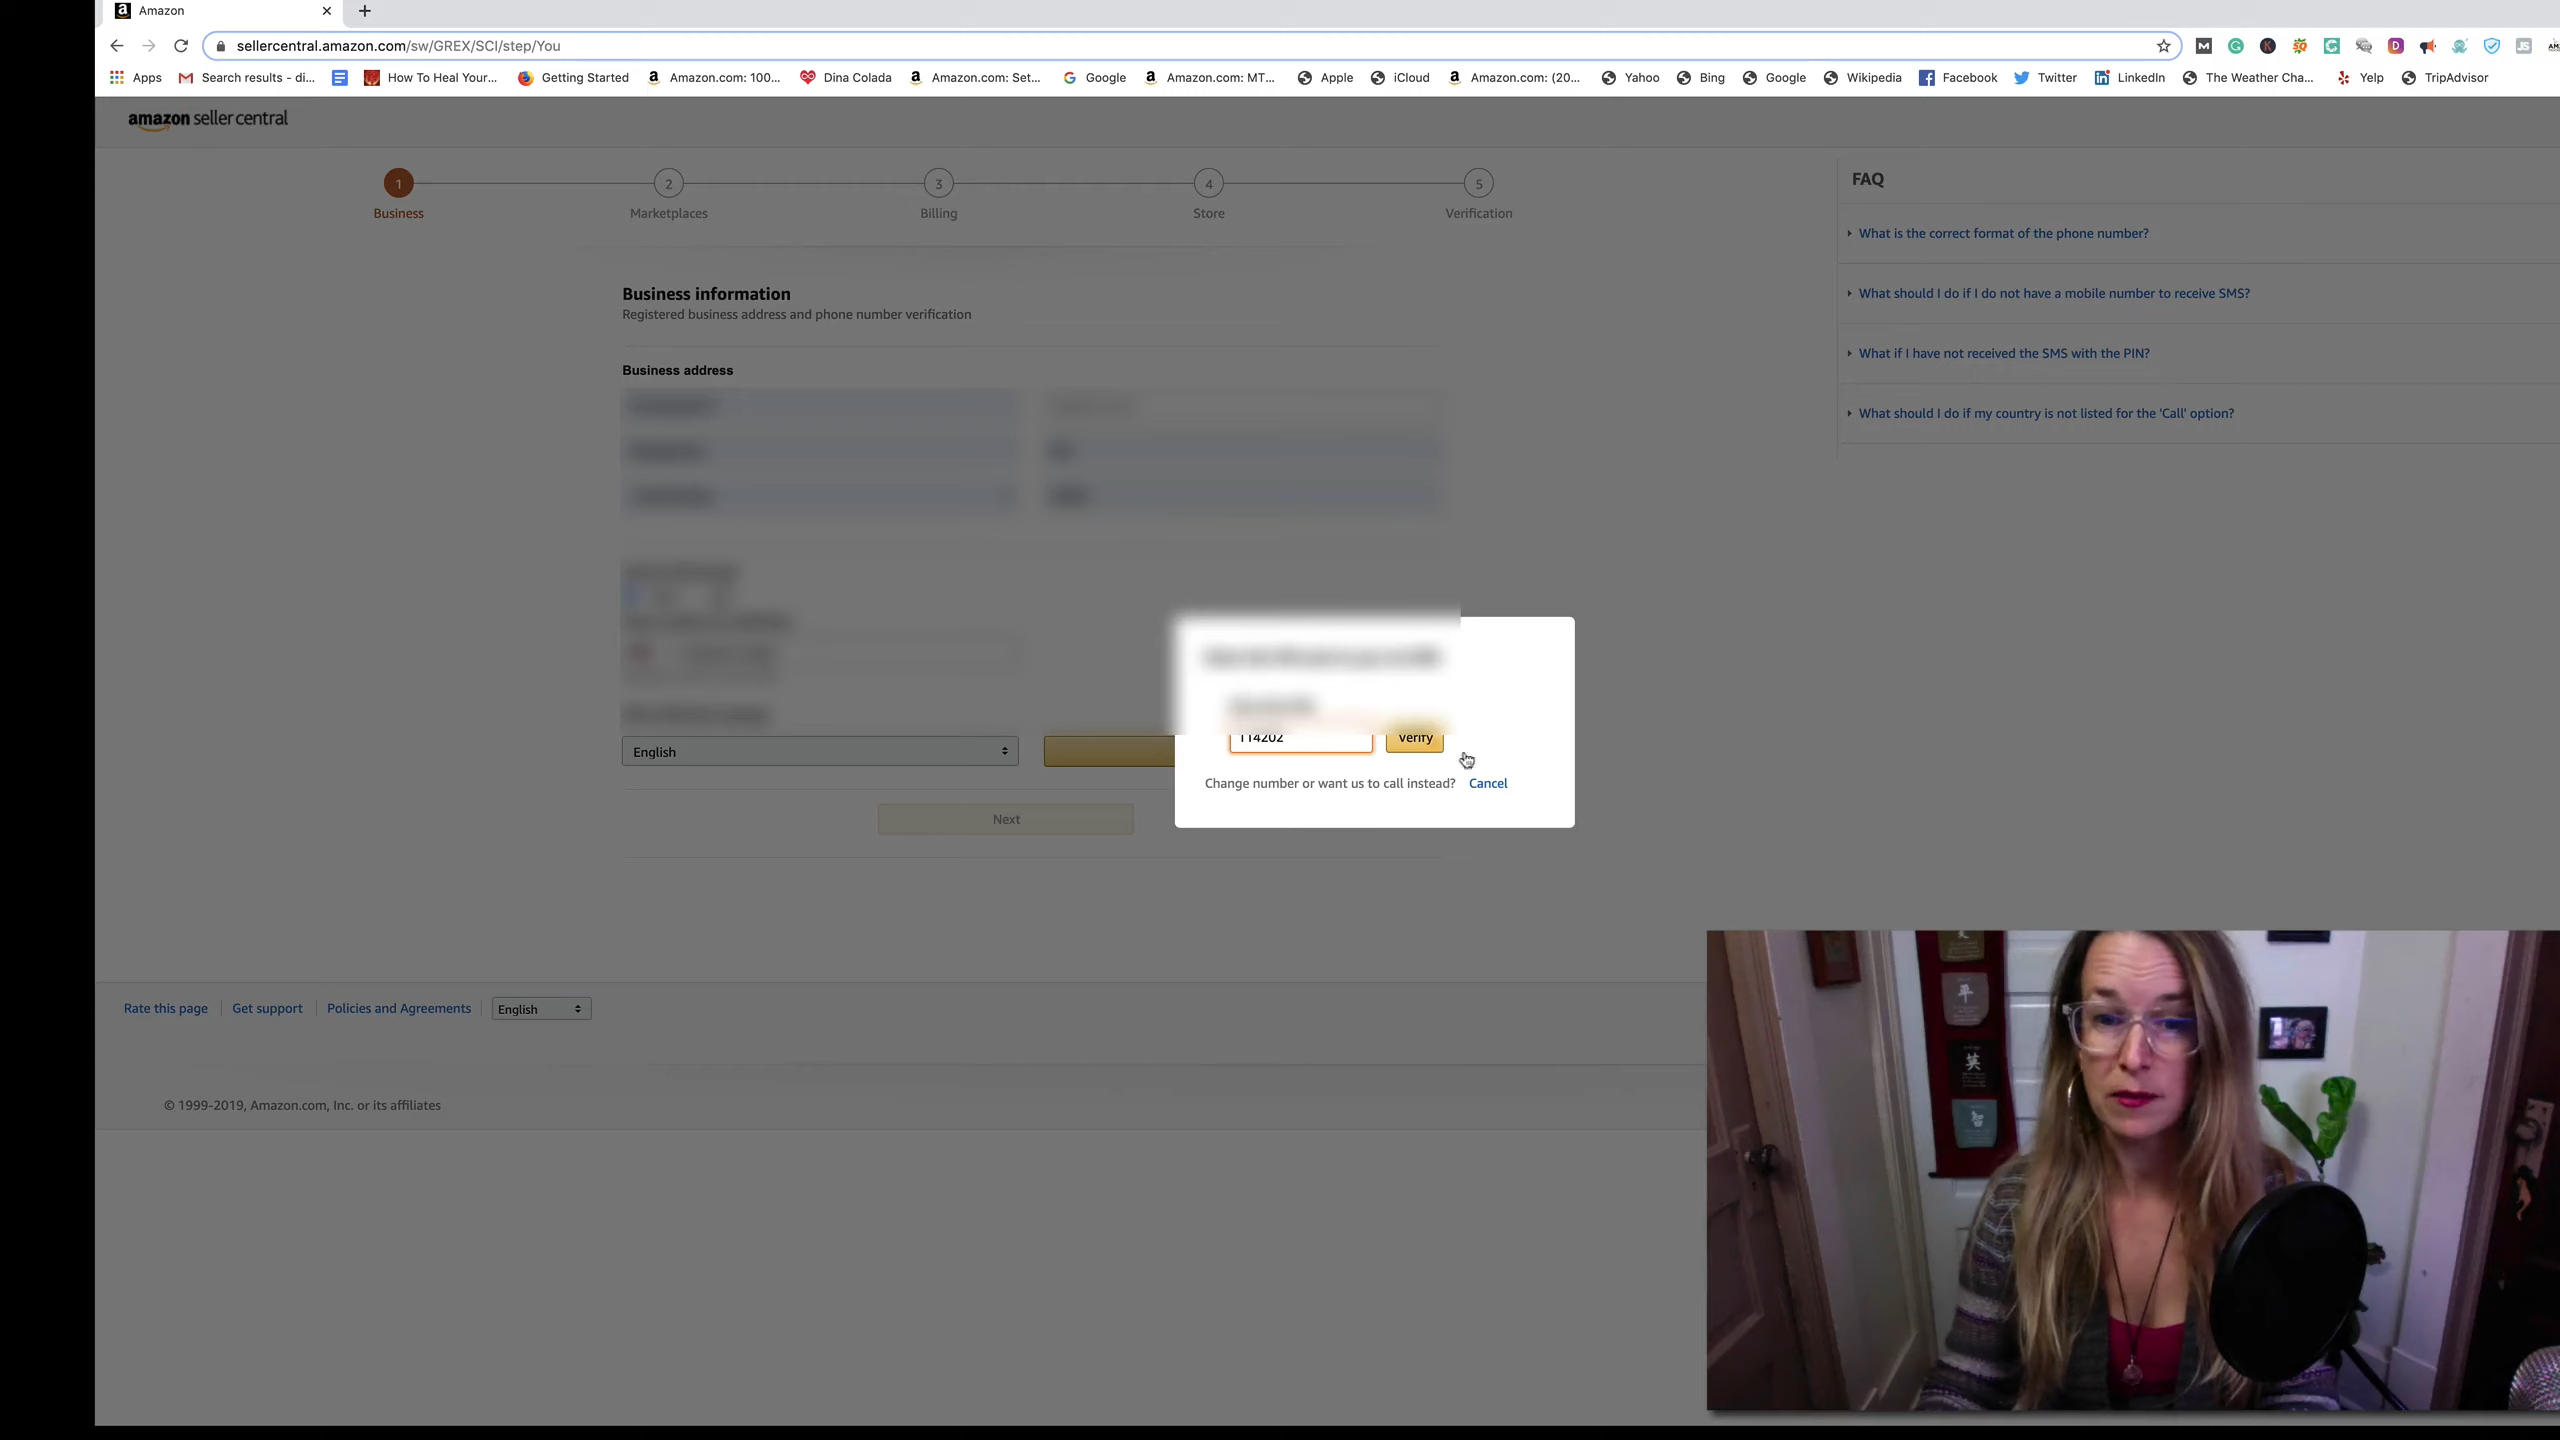 Amazon
sellercentral.amazon.com/sw/GREX/SCI/step/You
Apps Search results - di... How To Heal Your... Getting Started Amazon.com: 100... Dina Colada Amazon.com: Set... Google Amazon.com: MT... Apple iCloud Amazon.com: (20... Yahoo Bing Google Wikipedia Facebook Twitter LinkedIn The Weather Cha... Yelp TripAdvisor
amazon seller central
1 2 3 4 5
Business Marketplaces Billing Store Verification
FAQ
What is the correct format of the phone number?
What should I do if I do not have a mobile number to receive SMS?
What if I have not received the SMS with the PIN?
What should I do if my country is not listed for the 'Call' option?
Business information
Registered business address and phone number verification
Business address
114202 Verify
English
Change number or want us to call instead? Cancel
Next
Rate this page Get support Policies and Agreements English
© 1999-2019, Amazon.com, Inc. or its affiliates
平
英